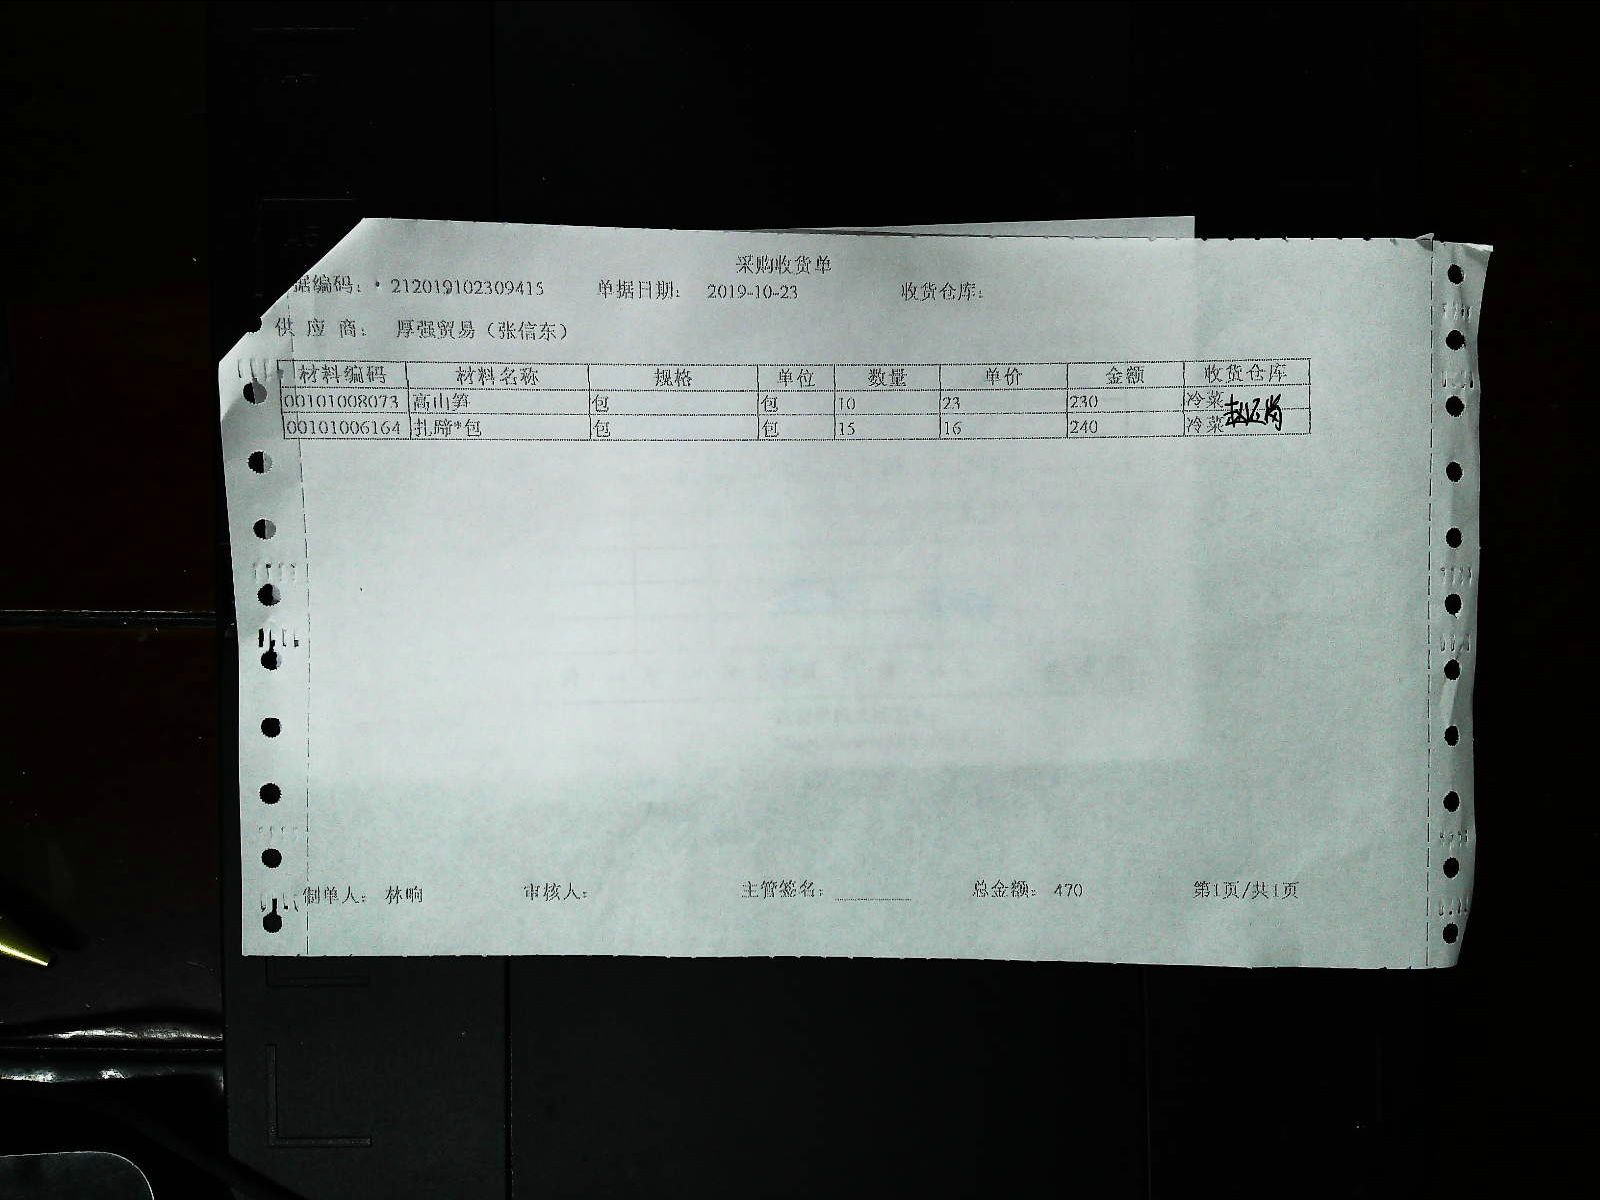 采购收货单
据编码： 212019102309415 单据日期： 2019-10-23 收货仓库：
供 应 商： 厚强贸易（张信东）
材料编码 材料名称 规格 单位 数量 单价 金额 收货仓库
00101008073 高山笋 包 包 10 23 230 冷菜
00101006164 扎蹄*包 包 包 15 16 240 冷菜
制单人： 林响 审核人： 主管签名： 总金额： 470 第1页/共1页